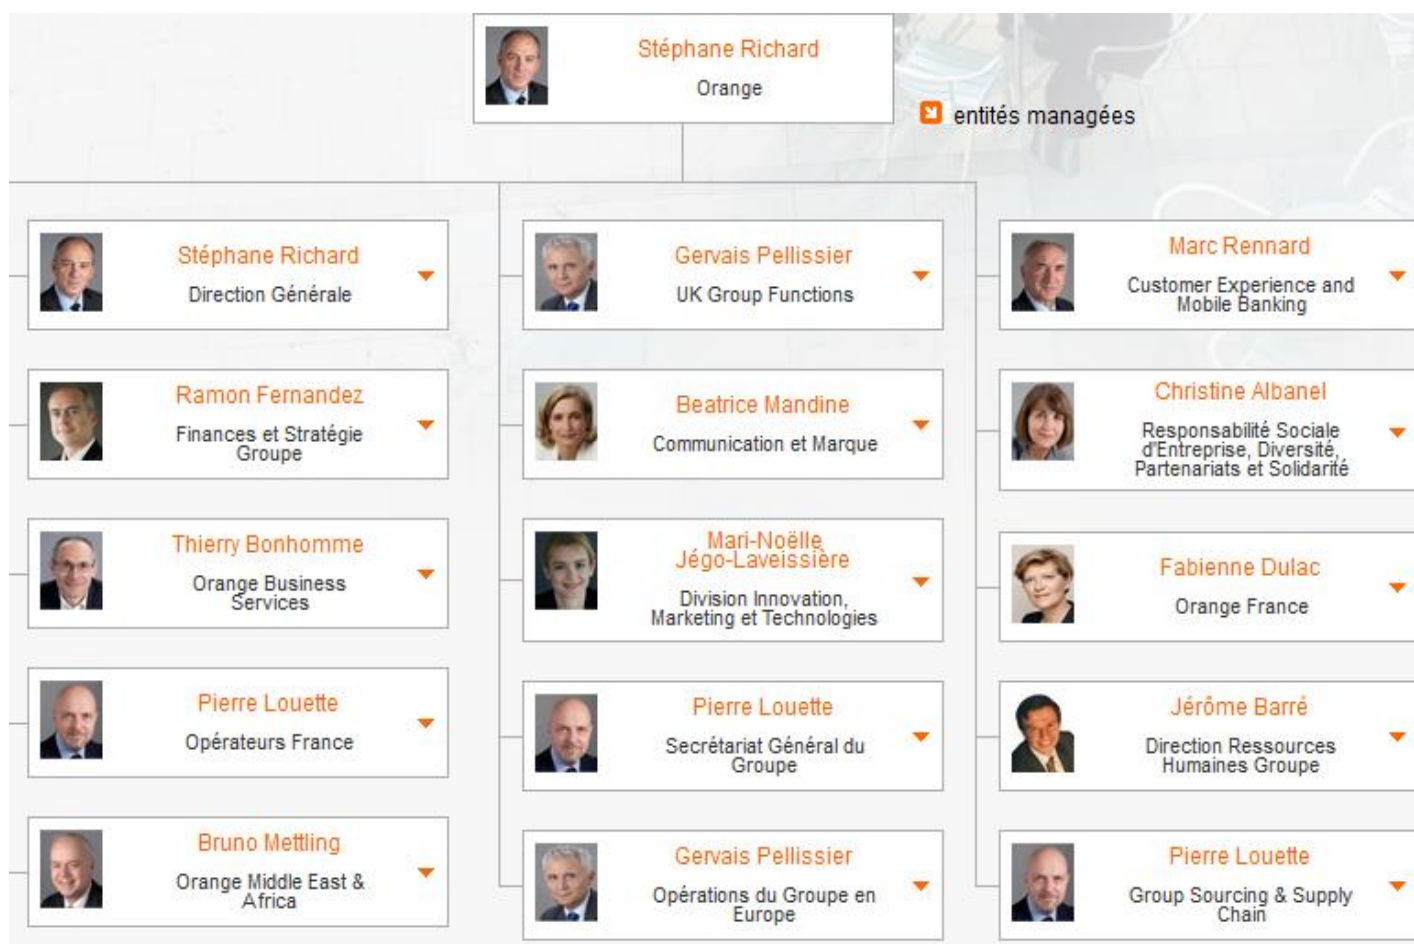 Stéphane Richard
Orange
entités managées
Stéphane Richard
Direction Générale
Ramon Fernandez
Finances et Stratégie
Groupe
Thierry Bonhomme
Orange Business
Services
Pierre Louette
Opérateurs France
Bruno Mettling
Orange Middle East &
Africa
Gervais Pellissier
UK Group Functions
Beatrice Mandine
Communication et Marque
Mari-Noëlle
Jégo-Laveissière
Division Innovation,
Marketing et Technologies
Pierre Louette
Secrétariat Général du
Groupe
Gervais Pellissier
Opérations du Groupe en
Europe
Marc Rennard
Customer Experience and
Mobile Banking
Christine Albanel
Responsabilité Sociale
d'Entreprise, Diversité,
Partenariats et Solidarité
Fabienne Dulac
Orange France
Jérôme Barré
Direction Ressources
Humaines Groupe
Pierre Louette
Group Sourcing & Supply
Chain